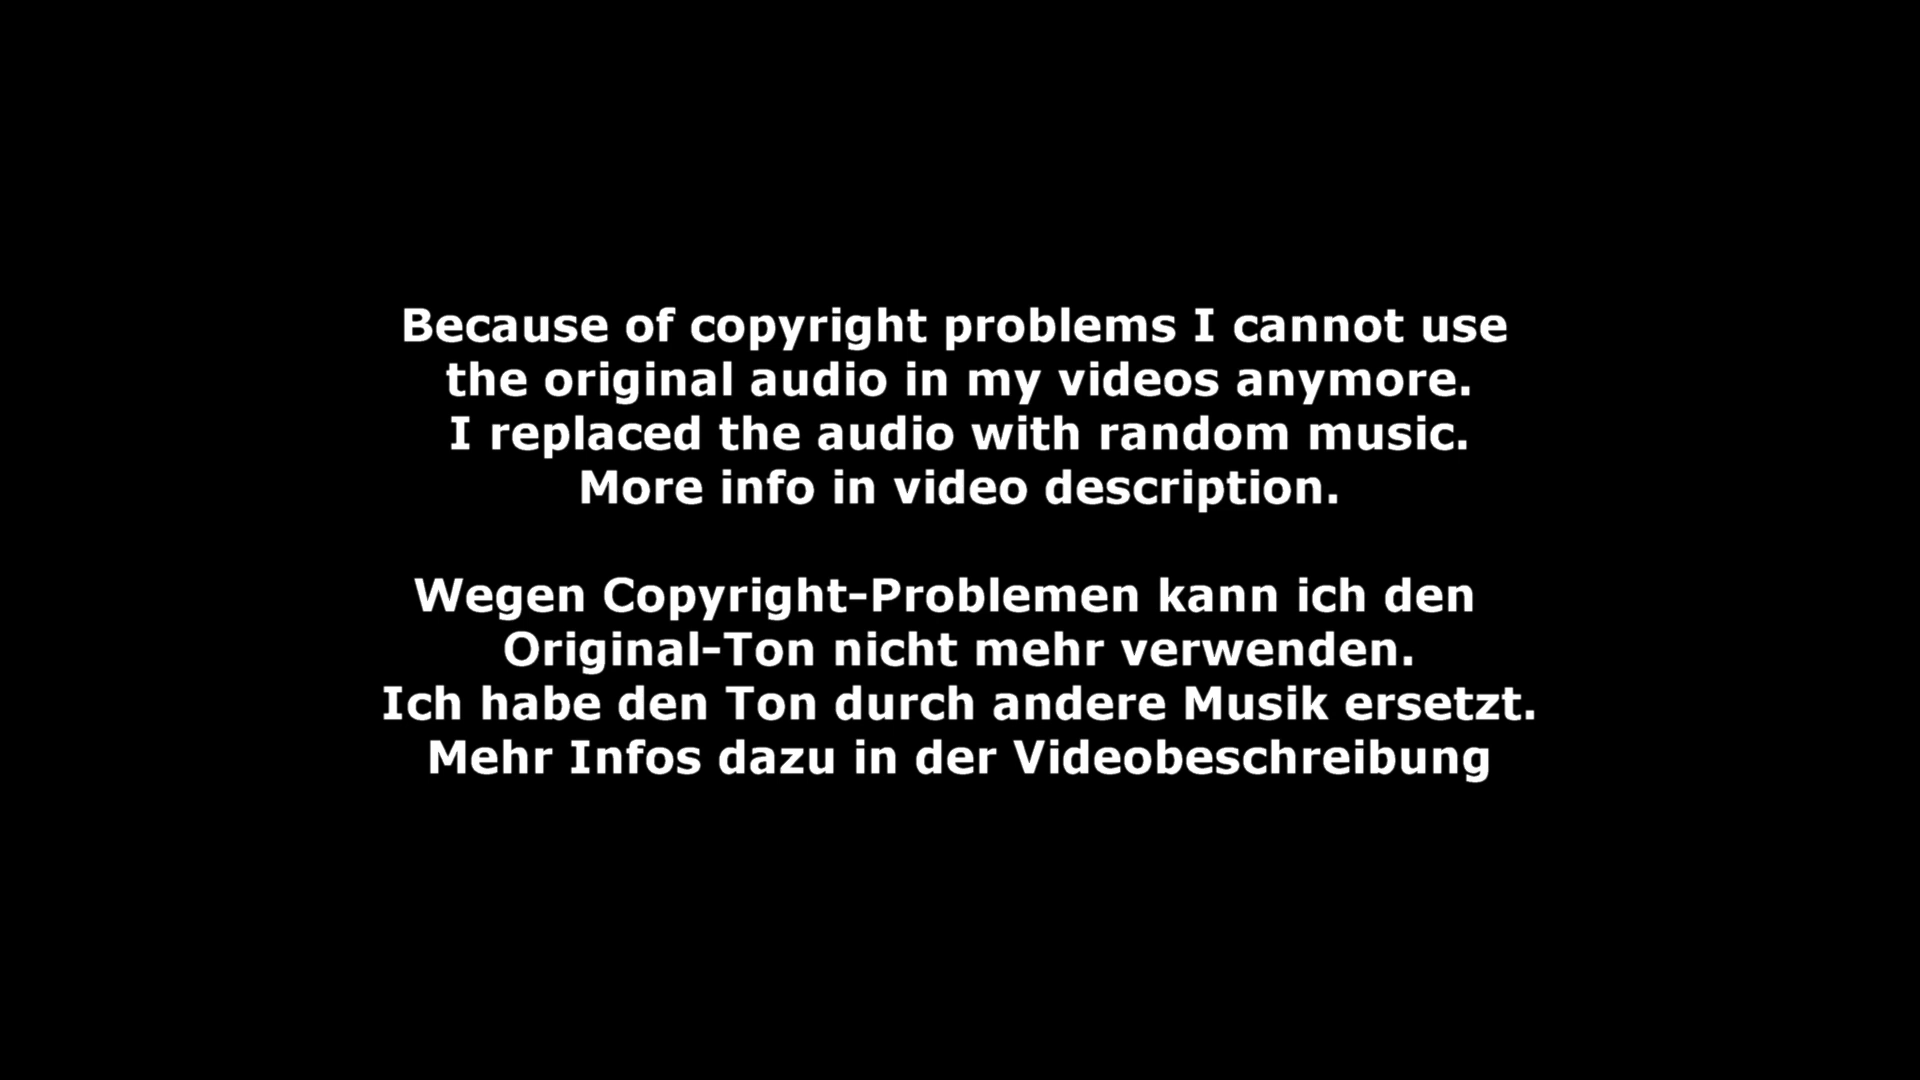 Because of copyright problems I cannot use
the original audio in my videos anymore.
I replaced the audio with random music.
More info in video description.
Wegen Copyright-Problemen kann ich den
Original-Ton nicht mehr verwenden.
Ich habe den Ton durch andere Musik ersetzt.
Mehr Infos dazu in der Videobeschreibung